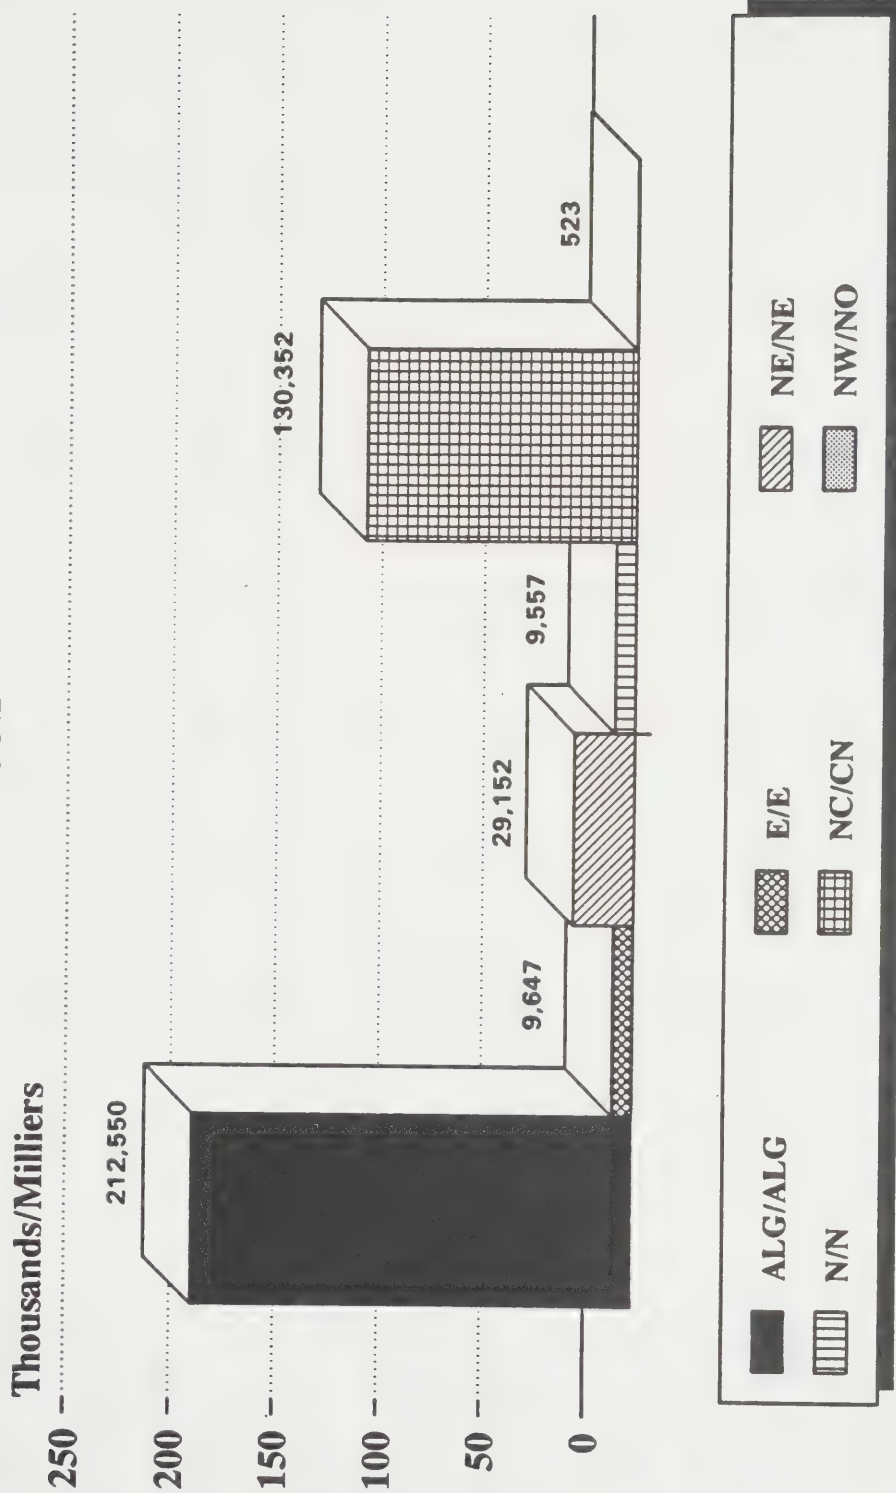 Thousands/Milliers
250
200
150
100
50
0
212,550
9,647
29,152
9,557
130,352
523
ALG/ALG
E/E
NE/NE
N/N
NC/CN
NW/NO